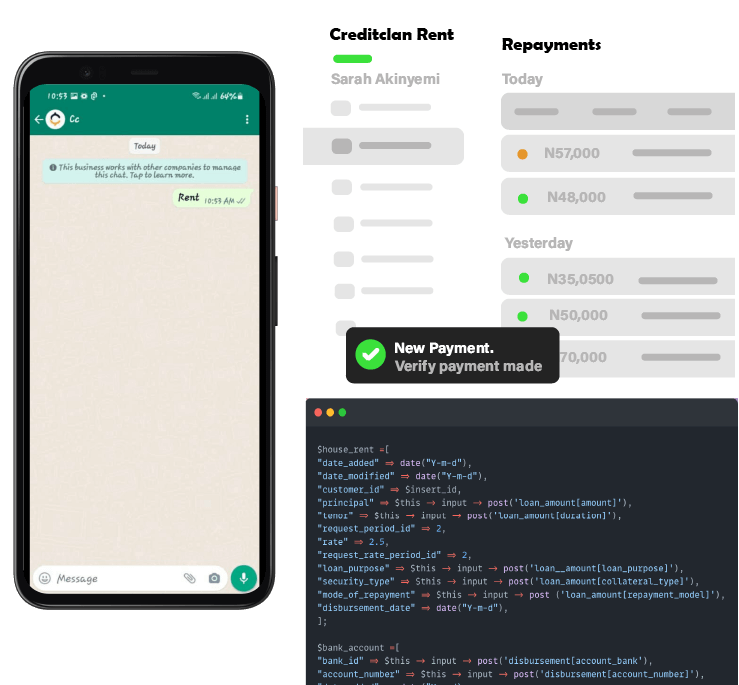 10:53
64%
Cc
Today
This business works with other companies to manage
this chat. Tap to learn more.
Rent 10:53 AM
Message
Creditclan Rent
Sarah Akinyemi
Repayments
Today
N57,000
N48,000
Yesterday
N35,0500
N50,000
70,000
New Payment.
Verify payment made
$house_rent =[
"date_added" => date("Y-m-d"),
"date_modified" => date("Y-m-d"),
"customer_id" => $insert_id,
"principal" => $this → input → post('loan_amount[amount]'),
"tenor" => $this → input → post('loan_amount[duration]'),
"request_period_id" => 2,
"rate" => 2.5,
"request_rate_period_id" => 2,
"loan_purpose" => $this → input → post('loan__amount[loan_purpose]'),
"security_type" => $this → input → post('loan_amount[collateral_type]'),
"mode_of_repayment" => $this → input → post ('loan_amount[repayment_model]'),
"disbursement_date" => date("Y-m-d"),
];
$bank_account =[
"bank_id" => $this → input → post('disbursement[account_bank'),
"account_number" => $this → input → post('disbursement[account_number]'),